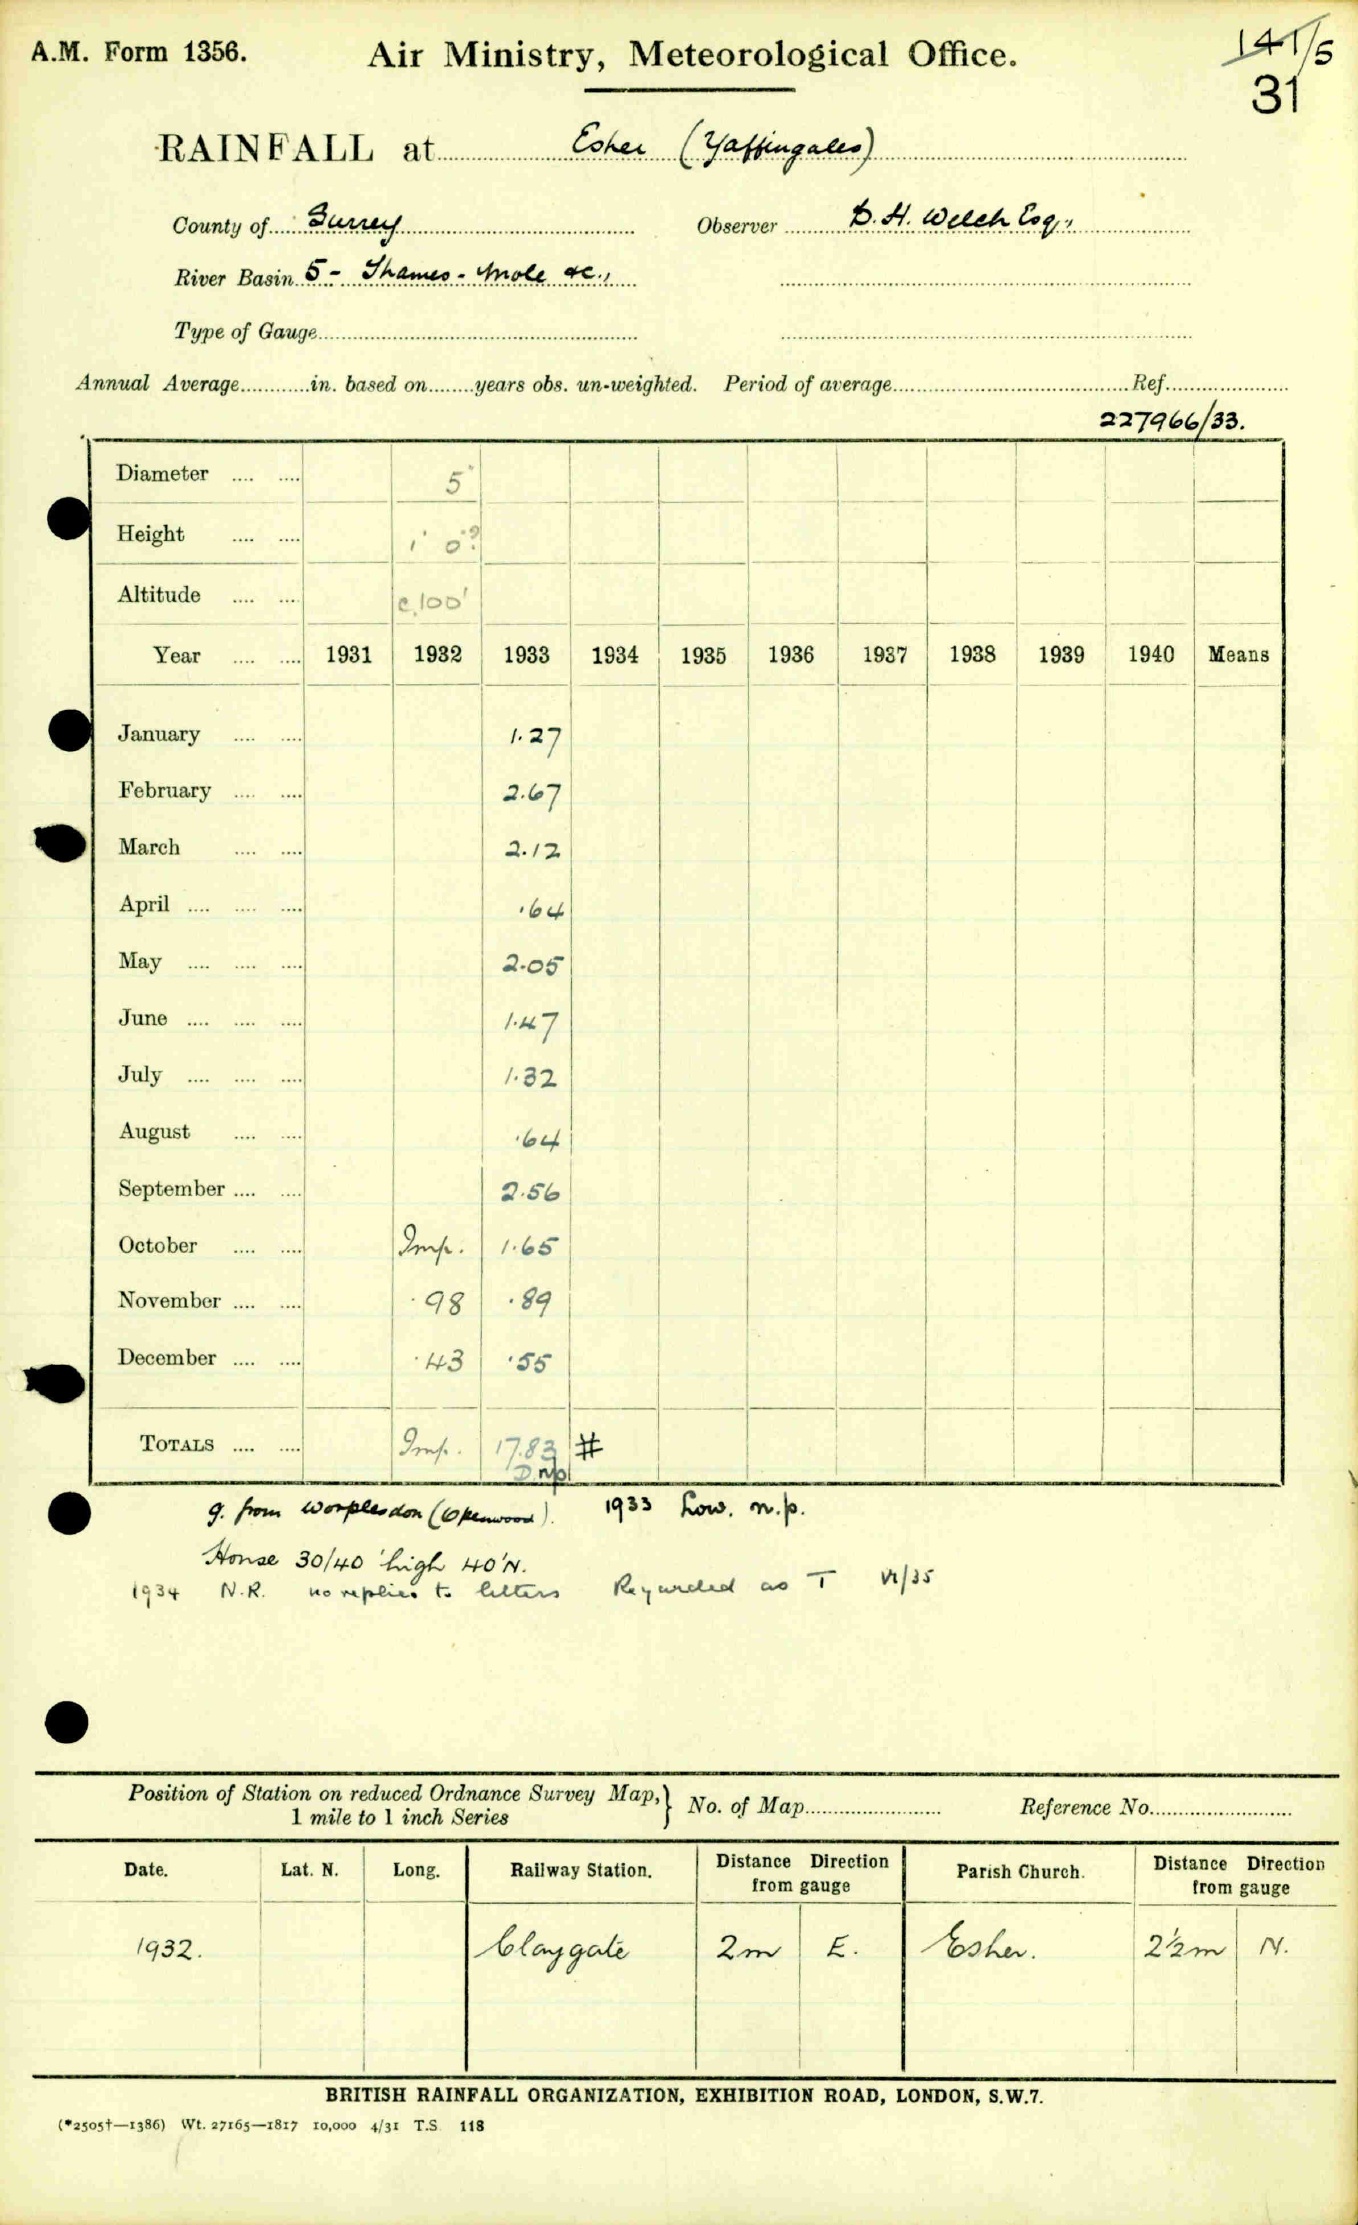 A.M. Form 1356.
Air Ministry, Meteorological Office.
141/5
31
RAINFALL at Esher (Yaffingales)
County of Surrey Observer D. H. Welch Esq.,
River Basin 5- Thames - Mole &c.,
Type of Gauge
Annual Average in. based on years obs. un-weighted. Period of average Ref.
227966/33.
Diameter 5"
Height 1' 0"?
Altitude c.100'
Year 1931 1932 1933 1934 1935 1936 1937 1938 1939 1940 Means
January 1.27
February 2.67
March 2.12
April .64
May 2.05
June 1.47
July 1.32
August .64
September 2.56
October Imp. 1.65
November .98 .89
December .43 .55
TOTALS Imp. 17.83 #
D. np
g. from Worplesdon (Okenwood). 1933 Low. n.p.
House 30/40' high 40' N.
1934 N.R. no replies to letters Regarded as T VI/35
Position of Station on reduced Ordnance Survey Map, } No. of Map Reference No.
1 mile to 1 inch Series
Date. Lat. N. Long. Railway Station. Distance Direction from gauge Parish Church. Distance Direction from gauge
1932. Claygate 2m E. Esher. 2½m N.
BRITISH RAINFALL ORGANIZATION, EXHIBITION ROAD, LONDON, S.W.7.
(*2505†—1386) Wt. 27165—1817 10,000 4/31 T.S. 118